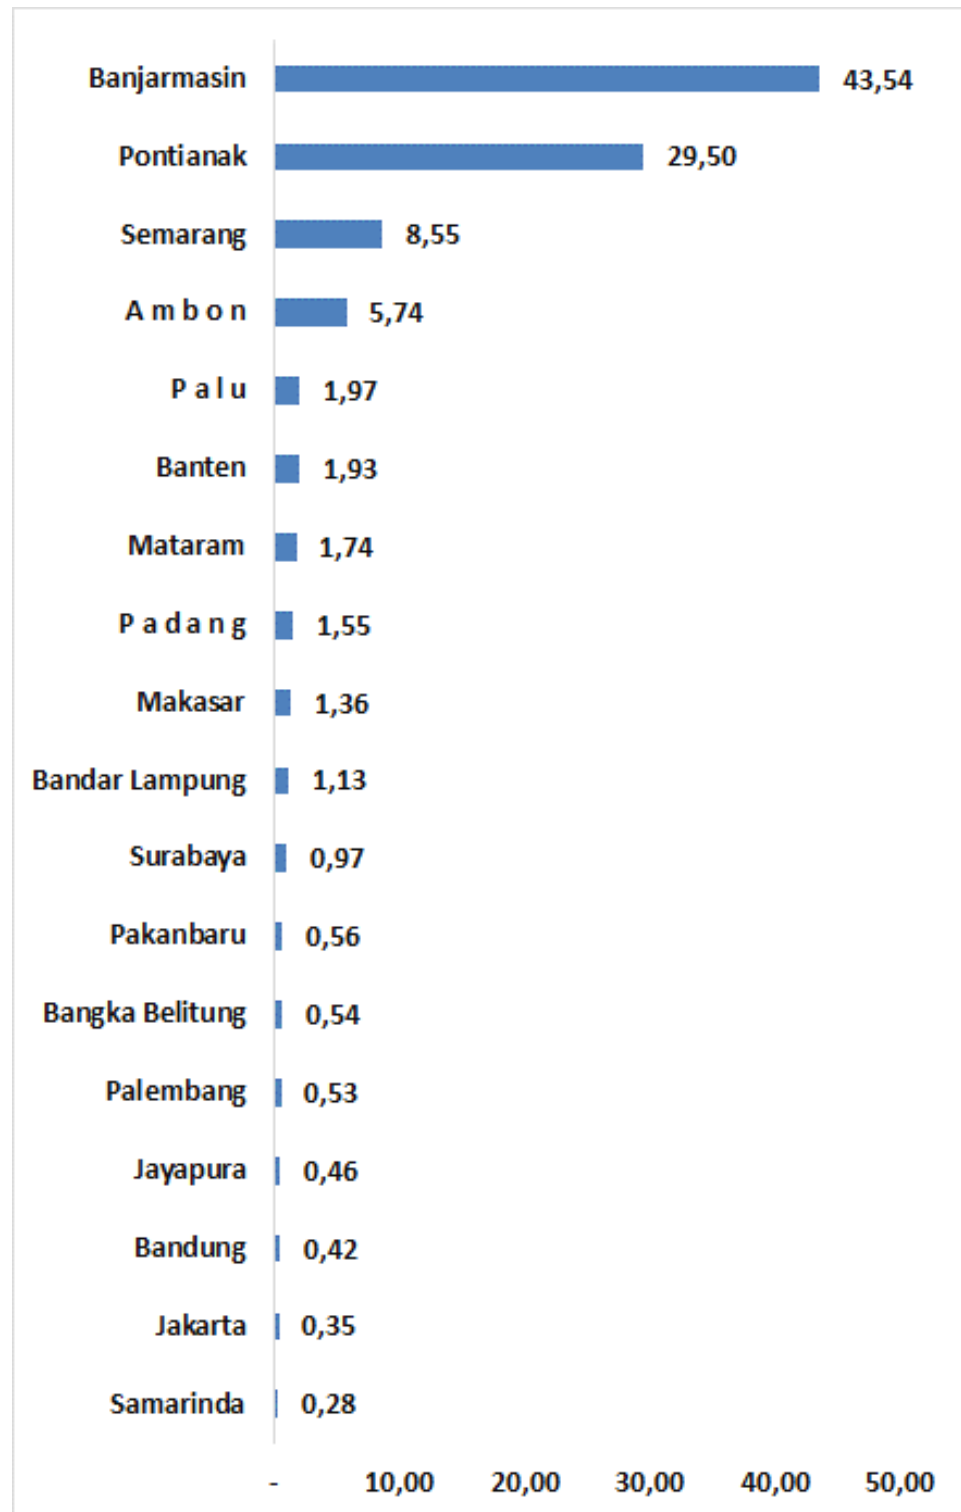 Banjarmasin 43,54
Pontianak 29,50
Semarang 8,55
A m b o n 5,74
P a l u 1,97
Banten 1,93
Mataram 1,74
P a d a n g 1,55
Makasar 1,36
Bandar Lampung 1,13
Surabaya 0,97
Pakanbaru 0,56
Bangka Belitung 0,54
Palembang 0,53
Jayapura 0,46
Bandung 0,42
Jakarta 0,35
Samarinda 0,28
- 10,00 20,00 30,00 40,00 50,00